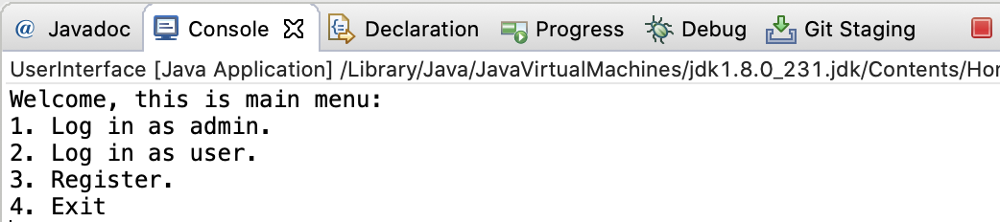 @ Javadoc Console Declaration Progress Debug Git Staging
UserInterface [Java Application] /Library/Java/JavaVirtualMachines/jdk1.8.0_231.jdk/Contents/Hor
Welcome, this is main menu:
1. Log in as admin.
2. Log in as user.
3. Register.
4. Exit